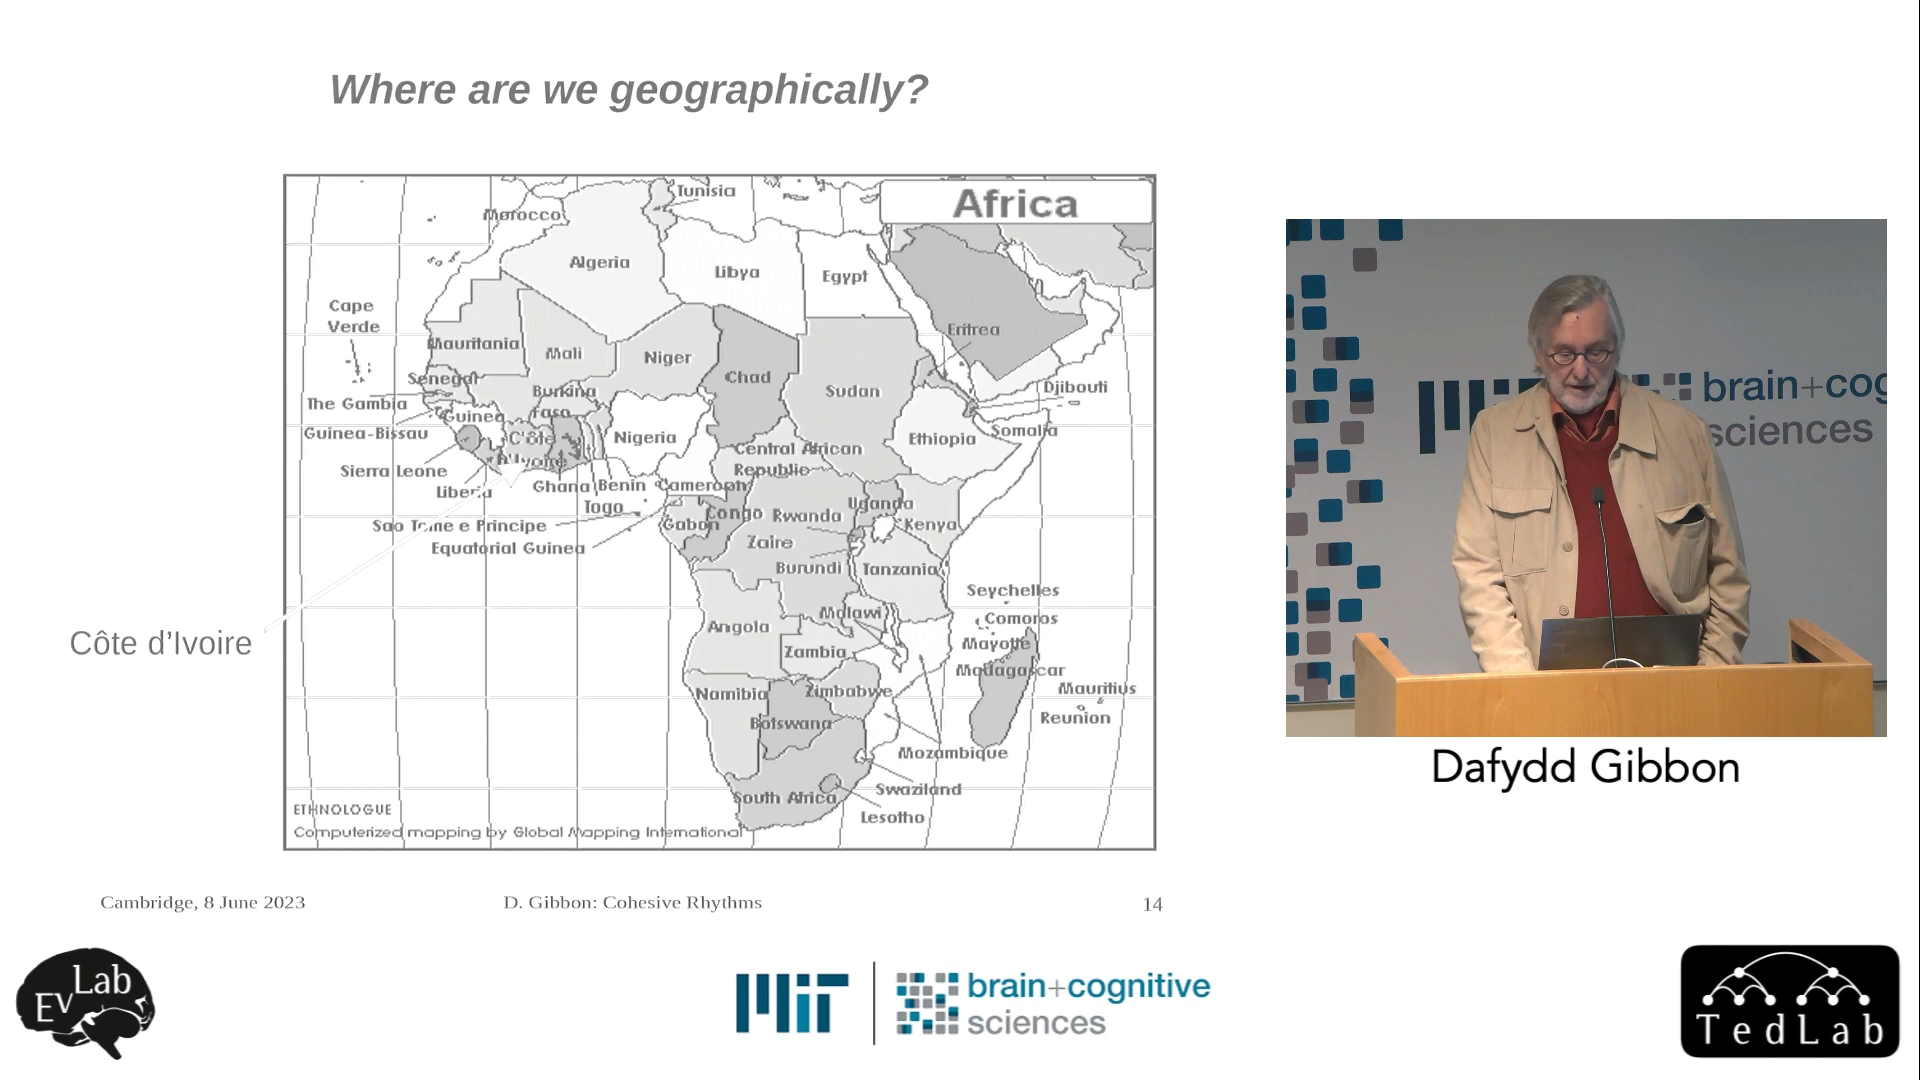 Where are we geographically?
Africa
Tunisia
Morocco
Algeria
Libya
Egypt
Cape
Verde
Eritrea
Mauritania
Mali
Niger
Chad
Sudan
Senegal
Burkina
Faso
Djibouti
The Gambia
Guinea
Guinea-Bissau
C'ôte
d'Ivoire
Nigeria
Ethiopia
Somalia
Central African
Republic
Sierra Leone
Liberia
Ghana
Benin
Cameroon
Togo
Uganda
Sao Tome e Principe
Gabon
Congo
Rwanda
Kenya
Equatorial Guinea
Zaire
Burundi
Tanzania
Seychelles
Malawi
Comoros
Côte d’Ivoire
Angola
Mayotte
Zambia
Madagascar
Namibia
Zimbabwe
Mauritius
Botswana
Reunion
Mozambique
Swaziland
South Africa
Lesotho
ETHNOLOGUE
Computerized mapping by Global Mapping International
brain+cog
sciences
Dafydd Gibbon
Cambridge, 8 June 2023
D. Gibbon: Cohesive Rhythms
14
EvLab
MIT
brain+cognitive
sciences
TedLab